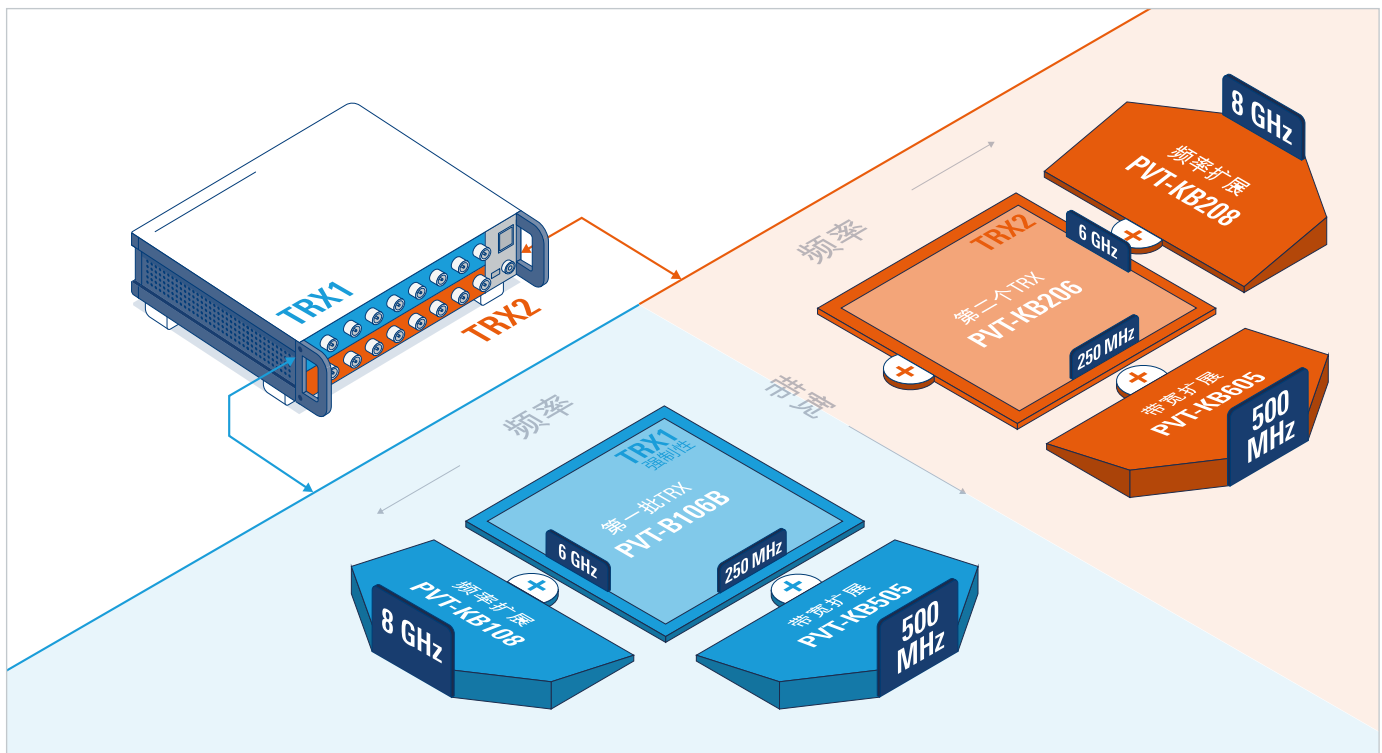 TRX1
TRX2
频率
8 GHz
频率扩展
PVT-KB208
TRX2
6 GHz
第二个TRX
PVT-KB206
250 MHz
带宽扩展
PVT-KB605
500
MHz
频率
带宽
TRX1
强制性
第一批TRX
PVT-B106B
6 GHz
250 MHz
频率扩展
PVT-KB108
8 GHz
带宽扩展
PVT-KB505
500
MHz